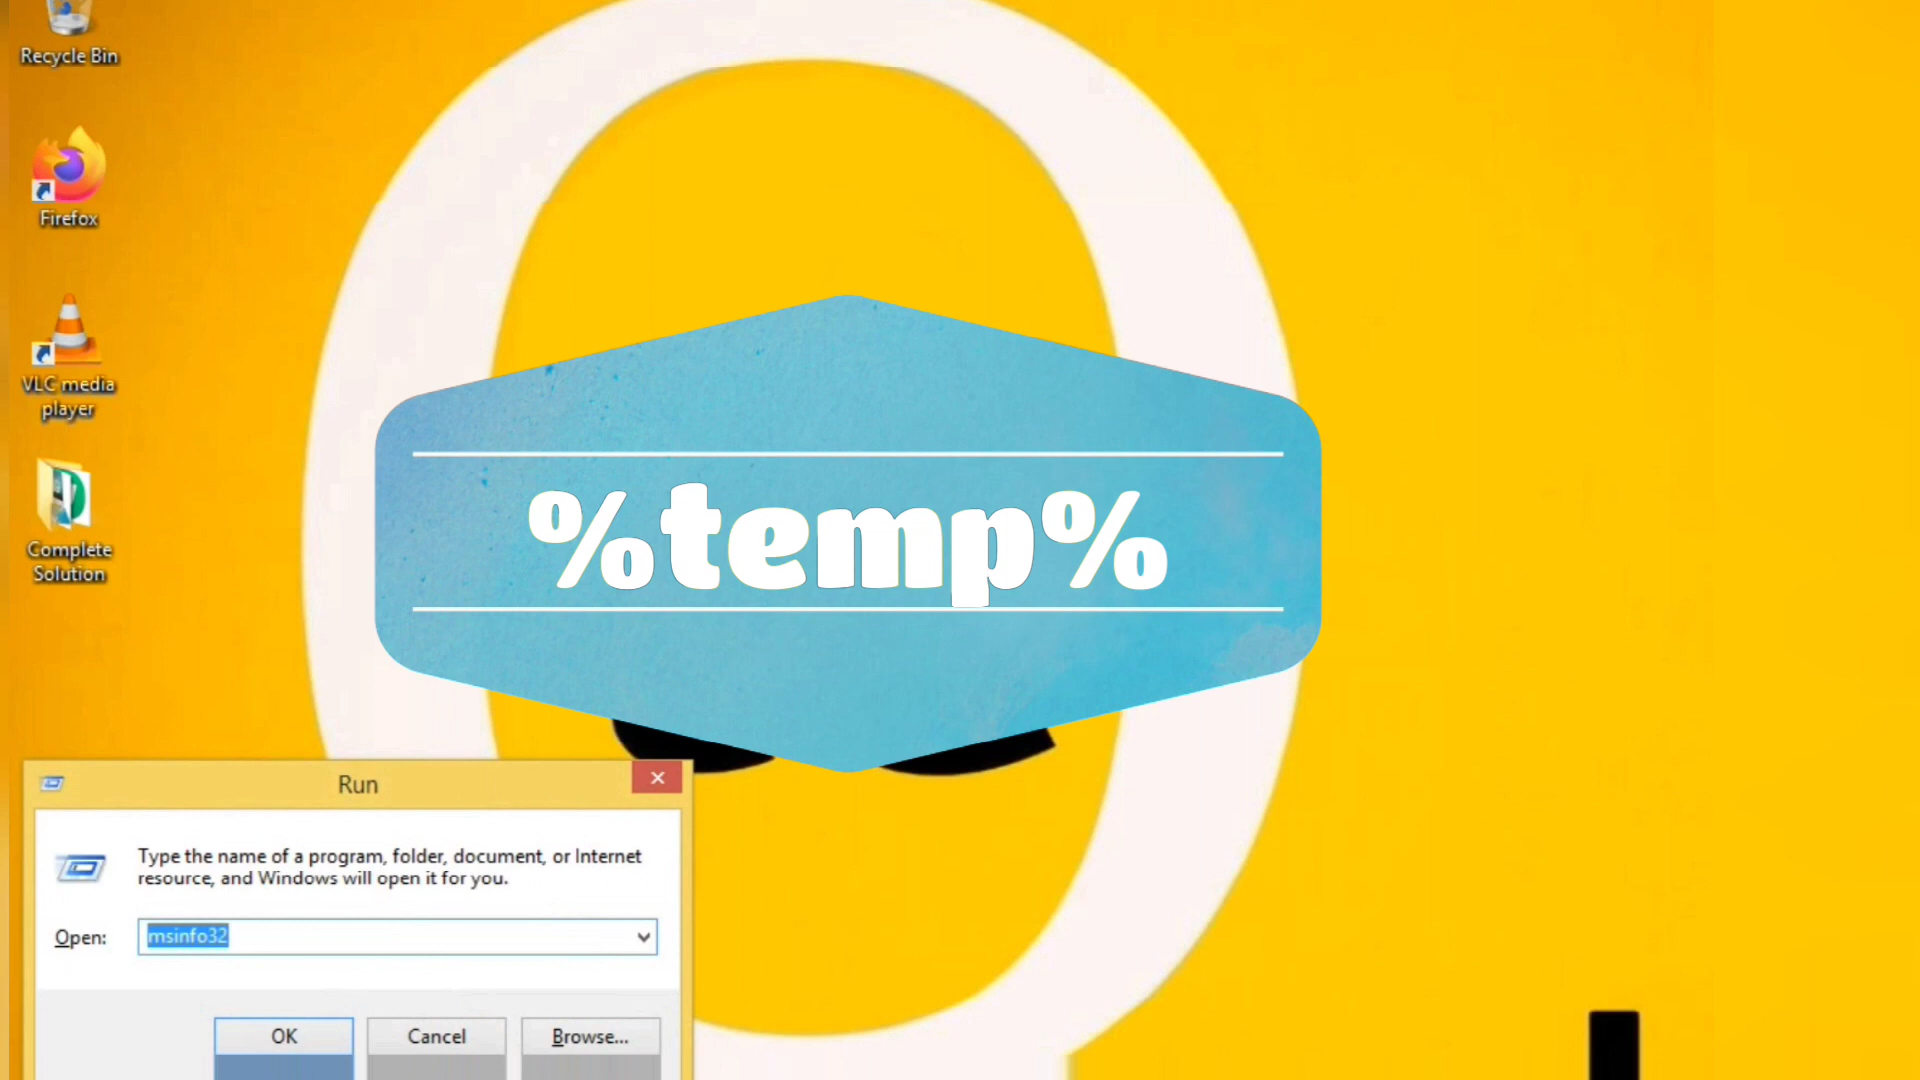 Recycle Bin
Firefox
VLC media
player
Complete
Solution
%temp%
Run
Type the name of a program, folder, document, or Internet
resource, and Windows will open it for you.
Open:
msinfo32
OK
Cancel
Browse...